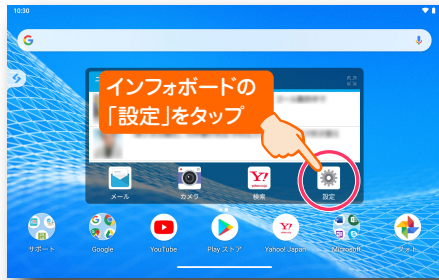 10:30
インフォボードの
「設定」をタップ
メール
カメラ
Y!
検索
設定
サポート
Google
YouTube
Play ストア
Y!
Yahoo! Japan
Microsoft
フォト